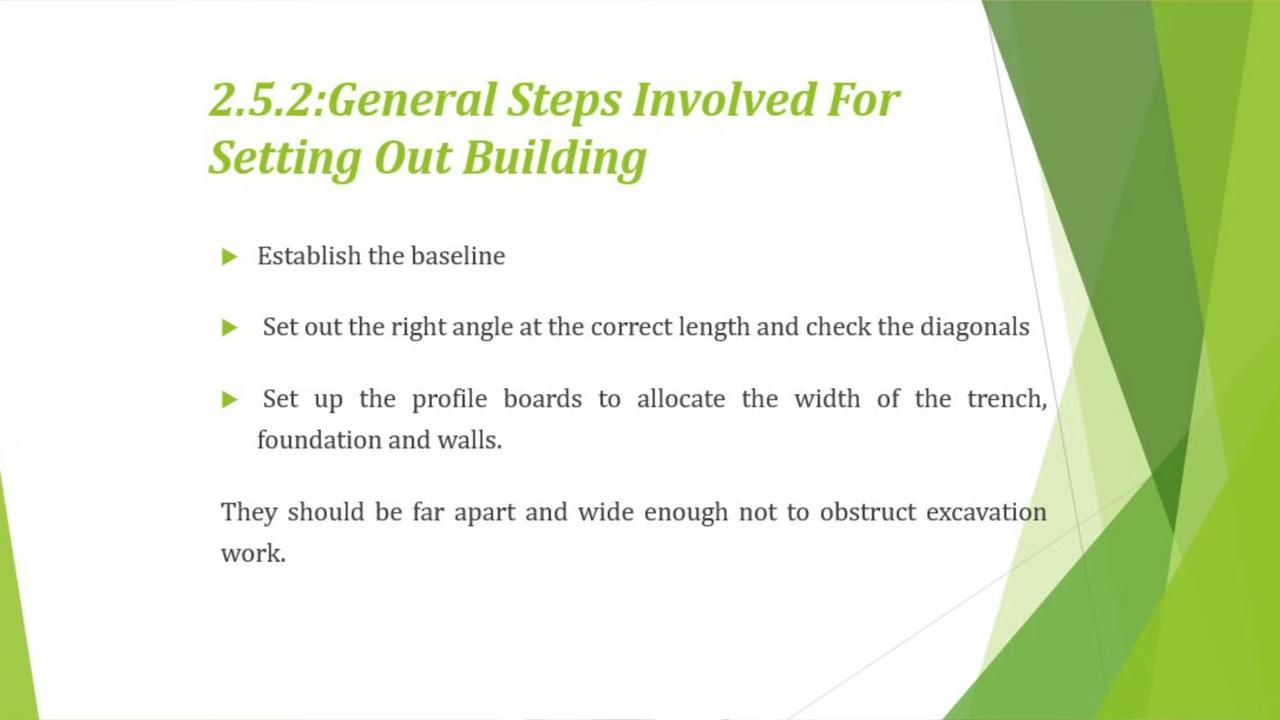 2.5.2:General Steps Involved For
Setting Out Building
Establish the baseline
Set out the right angle at the correct length and check the diagonals
Set up the profile boards to allocate the width of the trench,
foundation and walls.
They should be far apart and wide enough not to obstruct excavation
work.